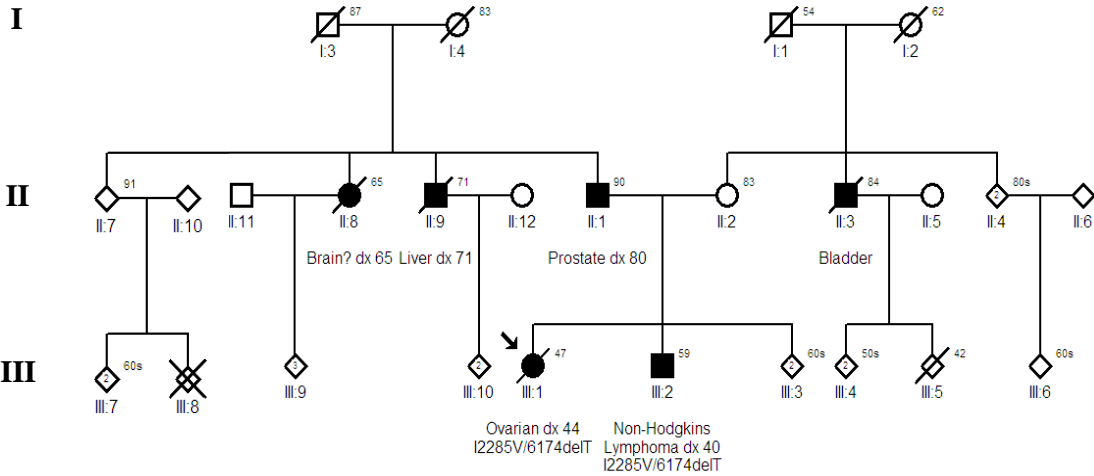 I
87
83
54
62
I:3
I:4
I:1
I:2
II
91
65
71
90
83
84
2
80s
II:7
II:10
II:11
II:8
II:9
II:12
II:1
II:2
II:3
II:5
II:4
II:6
Brain? dx 65
Liver dx 71
Prostate dx 80
Bladder
III
2
60s
3
2
47
59
2
60s
2
50s
42
60s
III:7
III:8
III:9
III:10
III:1
III:2
III:3
III:4
III:5
III:6
Ovarian dx 44
I2285V/6174delT
Non-Hodgkins
Lymphoma dx 40
I2285V/6174delT